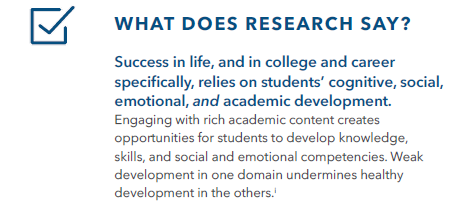 WHAT DOES RESEARCH SAY?
Success in life, and in college and career
specifically, relies on students’ cognitive, social,
emotional, and academic development.
Engaging with rich academic content creates
opportunities for students to develop knowledge,
skills, and social and emotional competencies. Weak
development in one domain undermines healthy
development in the others.ⁱ